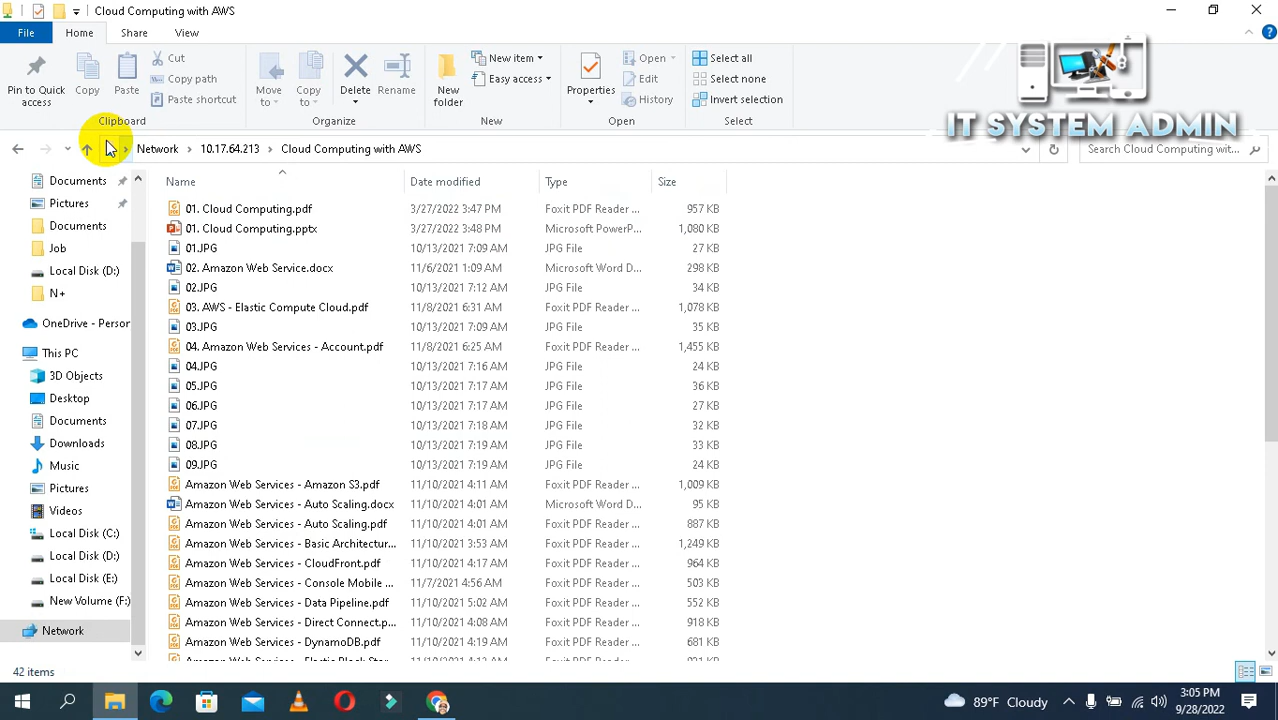 Cloud Computing with AWS
File Home Share View
Pin to Quick access
Copy
Paste
Cut
Copy path
Paste shortcut
Clipboard
Move to
Copy to
Delete
Rename
Organize
New folder
New item
Easy access
New
Properties
Open
Edit
History
Open
Select all
Select none
Invert selection
Select
IT SYSTEM ADMIN
Network 10.17.64.213 Cloud Computing with AWS
Search Cloud Computing wit...
Documents
Pictures
Documents
Job
Local Disk (D:)
N+
OneDrive - Person
This PC
3D Objects
Desktop
Documents
Downloads
Music
Pictures
Videos
Local Disk (C:)
Local Disk (D:)
Local Disk (E:)
New Volume (F:)
Network
Name Date modified Type Size
01. Cloud Computing.pdf 3/27/2022 3:47 PM Foxit PDF Reader ... 957 KB
01. Cloud Computing.pptx 3/27/2022 3:48 PM Microsoft PowerP... 1,080 KB
01.JPG 10/13/2021 7:09 AM JPG File 27 KB
02. Amazon Web Service.docx 11/6/2021 1:09 AM Microsoft Word D... 298 KB
02.JPG 10/13/2021 7:12 AM JPG File 34 KB
03. AWS - Elastic Compute Cloud.pdf 11/8/2021 6:31 AM Foxit PDF Reader ... 1,078 KB
03.JPG 10/13/2021 7:09 AM JPG File 35 KB
04. Amazon Web Services - Account.pdf 11/8/2021 6:25 AM Foxit PDF Reader ... 1,455 KB
04.JPG 10/13/2021 7:16 AM JPG File 24 KB
05.JPG 10/13/2021 7:17 AM JPG File 36 KB
06.JPG 10/13/2021 7:17 AM JPG File 27 KB
07.JPG 10/13/2021 7:18 AM JPG File 32 KB
08.JPG 10/13/2021 7:19 AM JPG File 33 KB
09.JPG 10/13/2021 7:19 AM JPG File 24 KB
Amazon Web Services - Amazon S3.pdf 11/10/2021 4:11 AM Foxit PDF Reader ... 1,009 KB
Amazon Web Services - Auto Scaling.docx 11/10/2021 4:01 AM Microsoft Word D... 95 KB
Amazon Web Services - Auto Scaling.pdf 11/10/2021 4:01 AM Foxit PDF Reader ... 887 KB
Amazon Web Services - Basic Architectur... 11/10/2021 3:53 AM Foxit PDF Reader ... 1,249 KB
Amazon Web Services - CloudFront.pdf 11/10/2021 4:17 AM Foxit PDF Reader ... 964 KB
Amazon Web Services - Console Mobile ... 11/7/2021 4:56 AM Foxit PDF Reader ... 503 KB
Amazon Web Services - Data Pipeline.pdf 11/10/2021 5:02 AM Foxit PDF Reader ... 552 KB
Amazon Web Services - Direct Connect.p... 11/10/2021 4:08 AM Foxit PDF Reader ... 918 KB
Amazon Web Services - DynamoDB.pdf 11/10/2021 4:19 AM Foxit PDF Reader ... 681 KB
42 items
89°F Cloudy
3:05 PM
9/28/2022